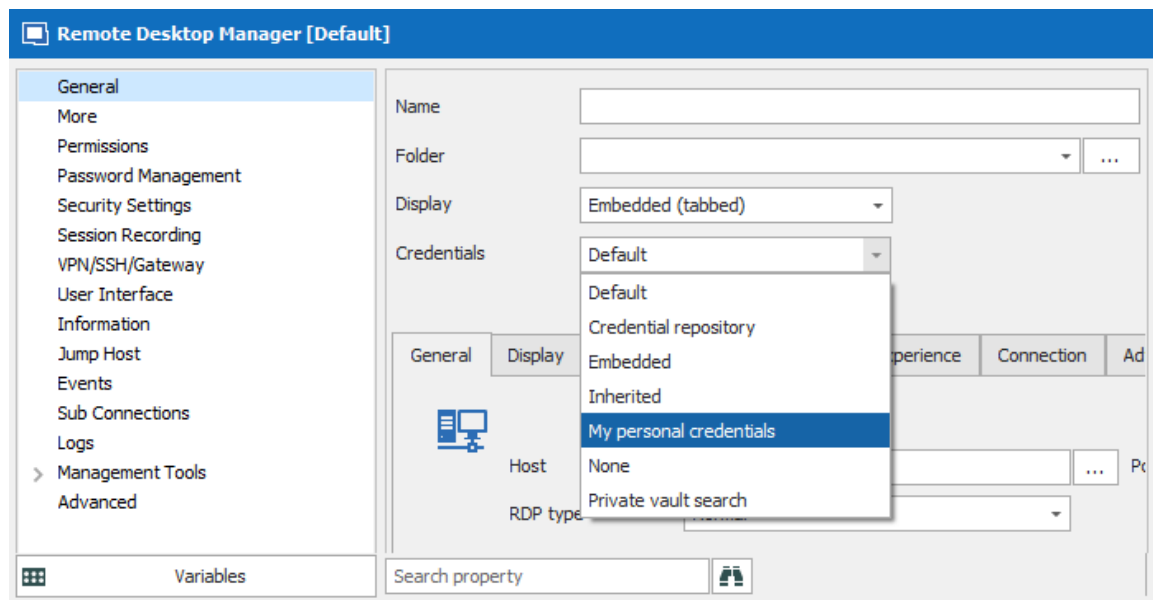 Remote Desktop Manager [Default]
General
More
Permissions
Password Management
Security Settings
Session Recording
VPN/SSH/Gateway
User Interface
Information
Jump Host
Events
Sub Connections
Logs
Management Tools
Advanced
Variables
Name
Folder
...
Display
Embedded (tabbed)
Credentials
Default
Default
Credential repository
Embedded
Inherited
My personal credentials
None
Private vault search
General
Display
Connection
Host
...
RDP type
Search property